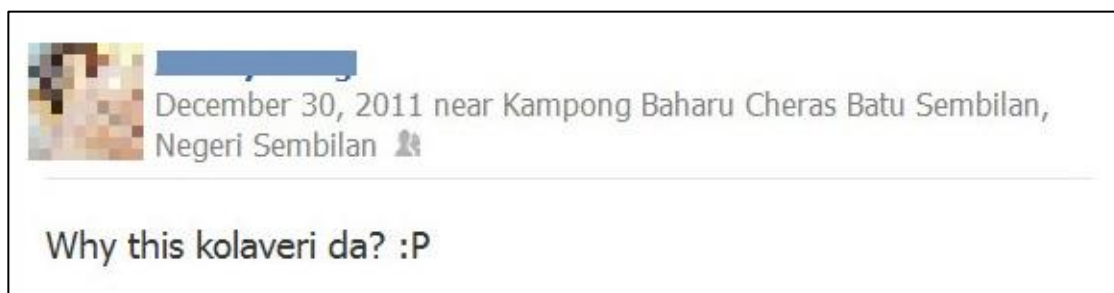 December 30, 2011 near Kampong Baharu Cheras Batu Sembilan,
Negeri Sembilan
Why this kolaveri da? :P